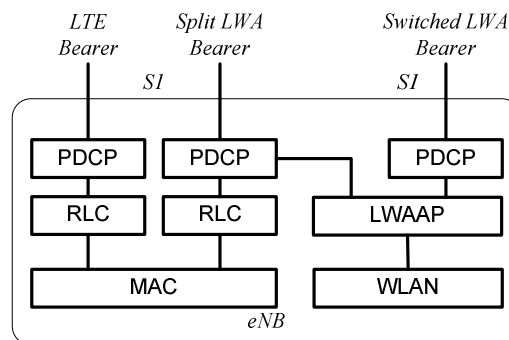 LTE Bearer
Split LWA Bearer
Switched LWA Bearer
S1
S1
PDCP
PDCP
PDCP
RLC
RLC
LWAAP
MAC
WLAN
eNB